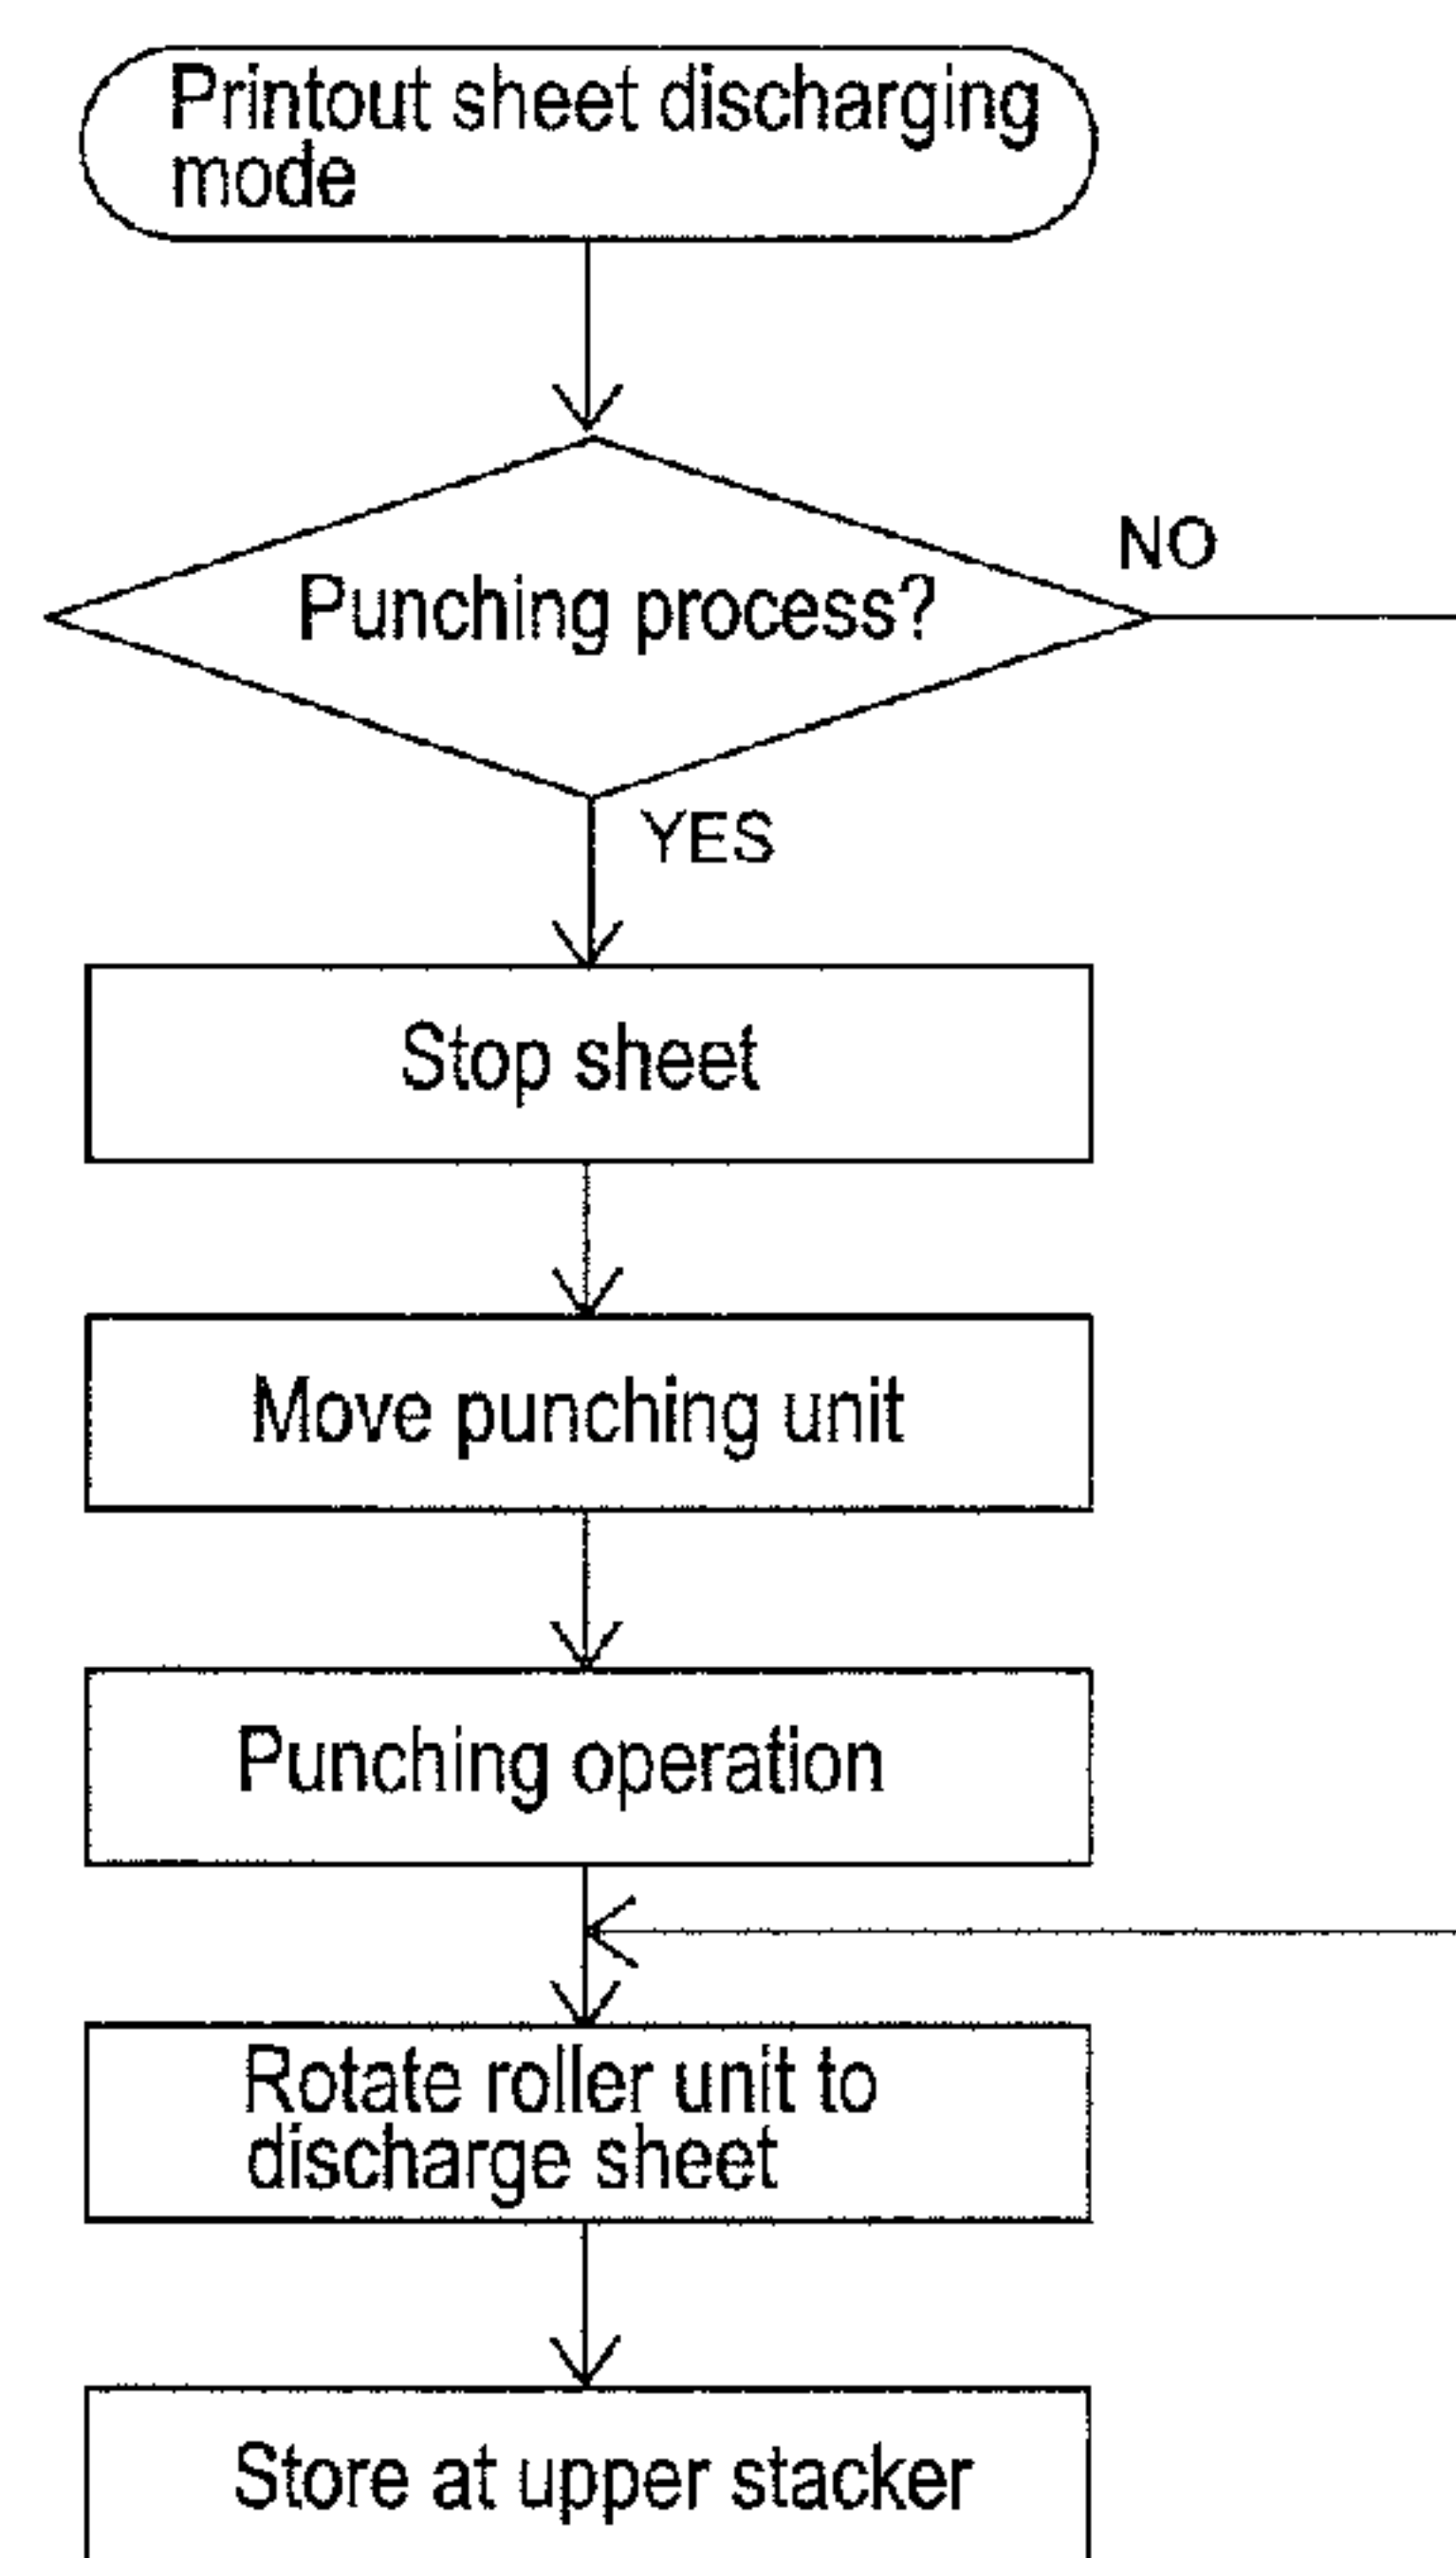 Printout sheet discharging
mode
NO
Punching process?
YES
Stop sheet
Move punching unit
Punching operation
Rotate roller unit to
discharge sheet
Store at upper stacker